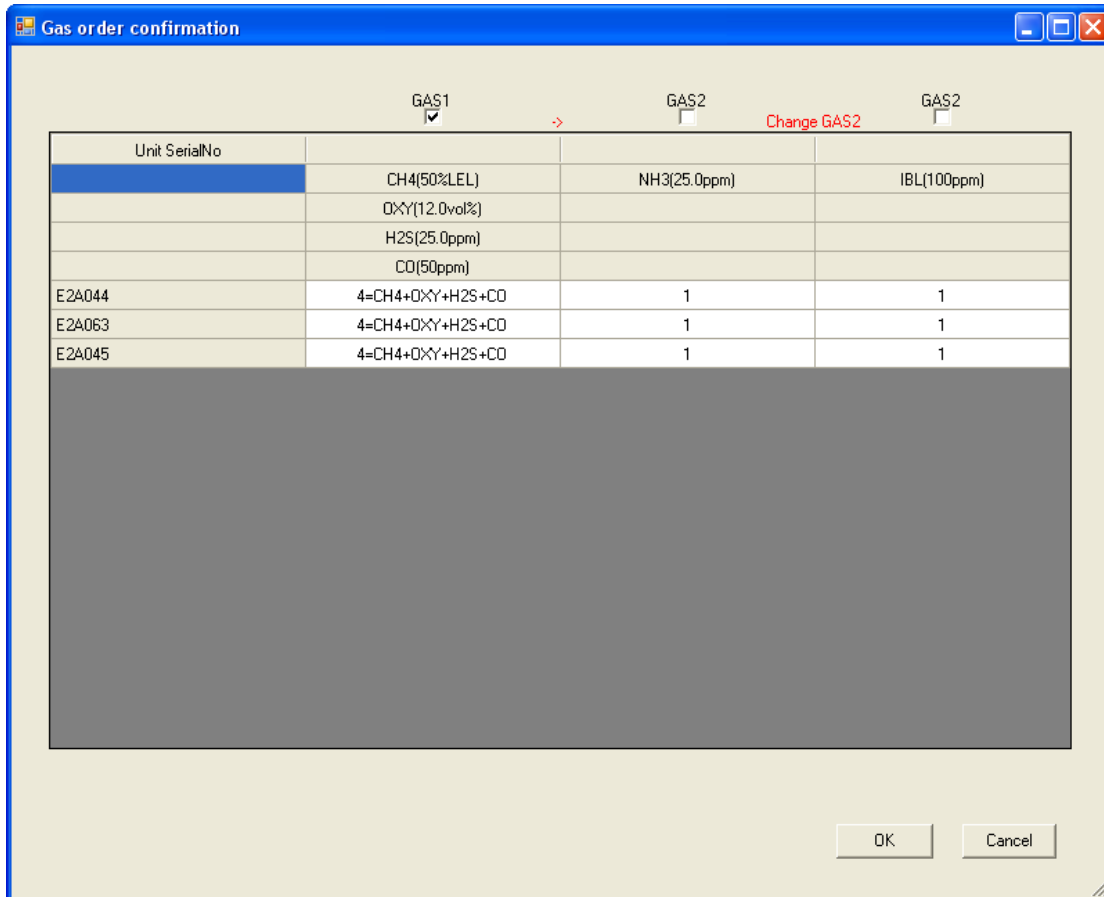 Gas order confirmation
GAS1 GAS2 GAS2
-> Change GAS2
Unit SerialNo
CH4(50%LEL) NH3(25.0ppm) IBL(100ppm)
OXY(12.0vol%)
H2S(25.0ppm)
CO(50ppm)
E2A044 4=CH4+OXY+H2S+CO 1 1
E2A063 4=CH4+OXY+H2S+CO 1 1
E2A045 4=CH4+OXY+H2S+CO 1 1
OK Cancel